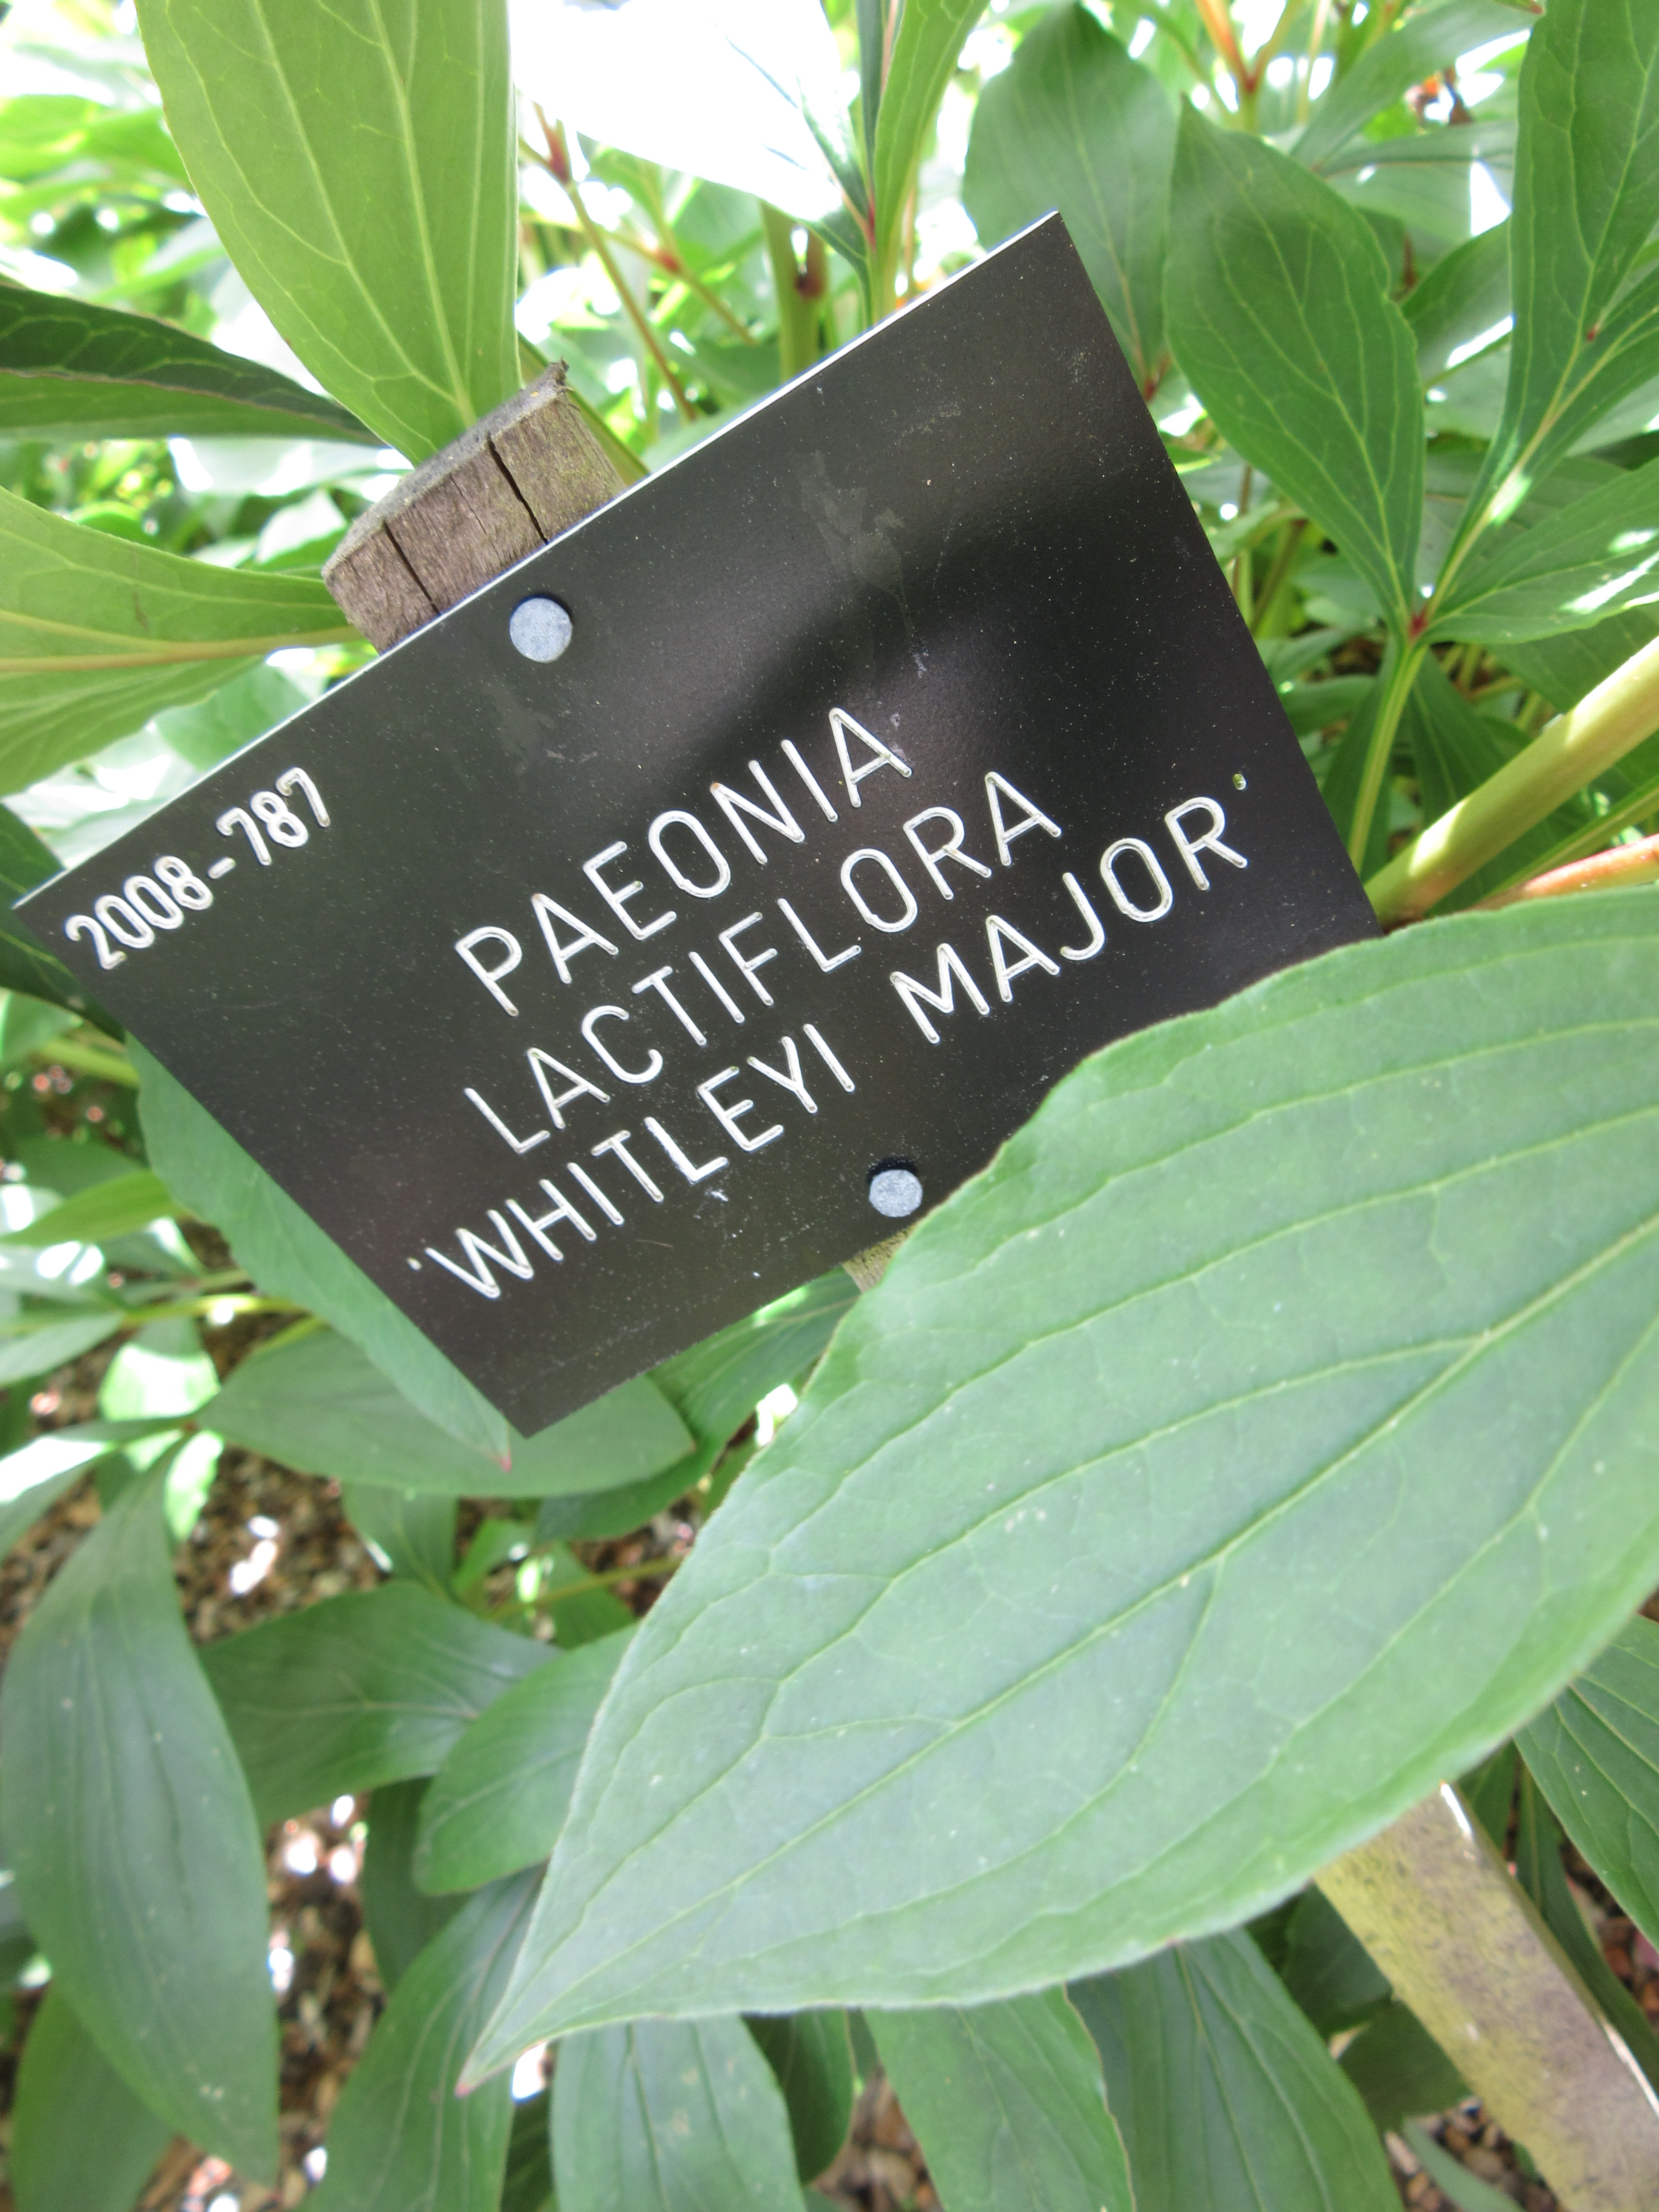 2008-787
PAEONIA
LACTIFLORA
'WHITLEYI MAJOR'